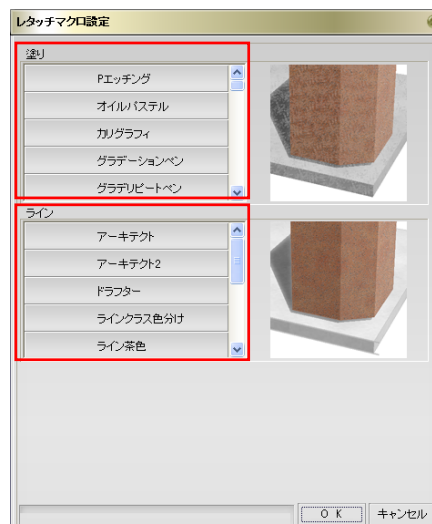 レタッチマクロ設定
塗り
Pエッチング
オイルパステル
カリグラフィ
グラデーションペン
グラデリピートペン
ライン
アーキテクト
アーキテクト2
ドラフター
ラインクラス色分け
ライン茶色
O K
キャンセル